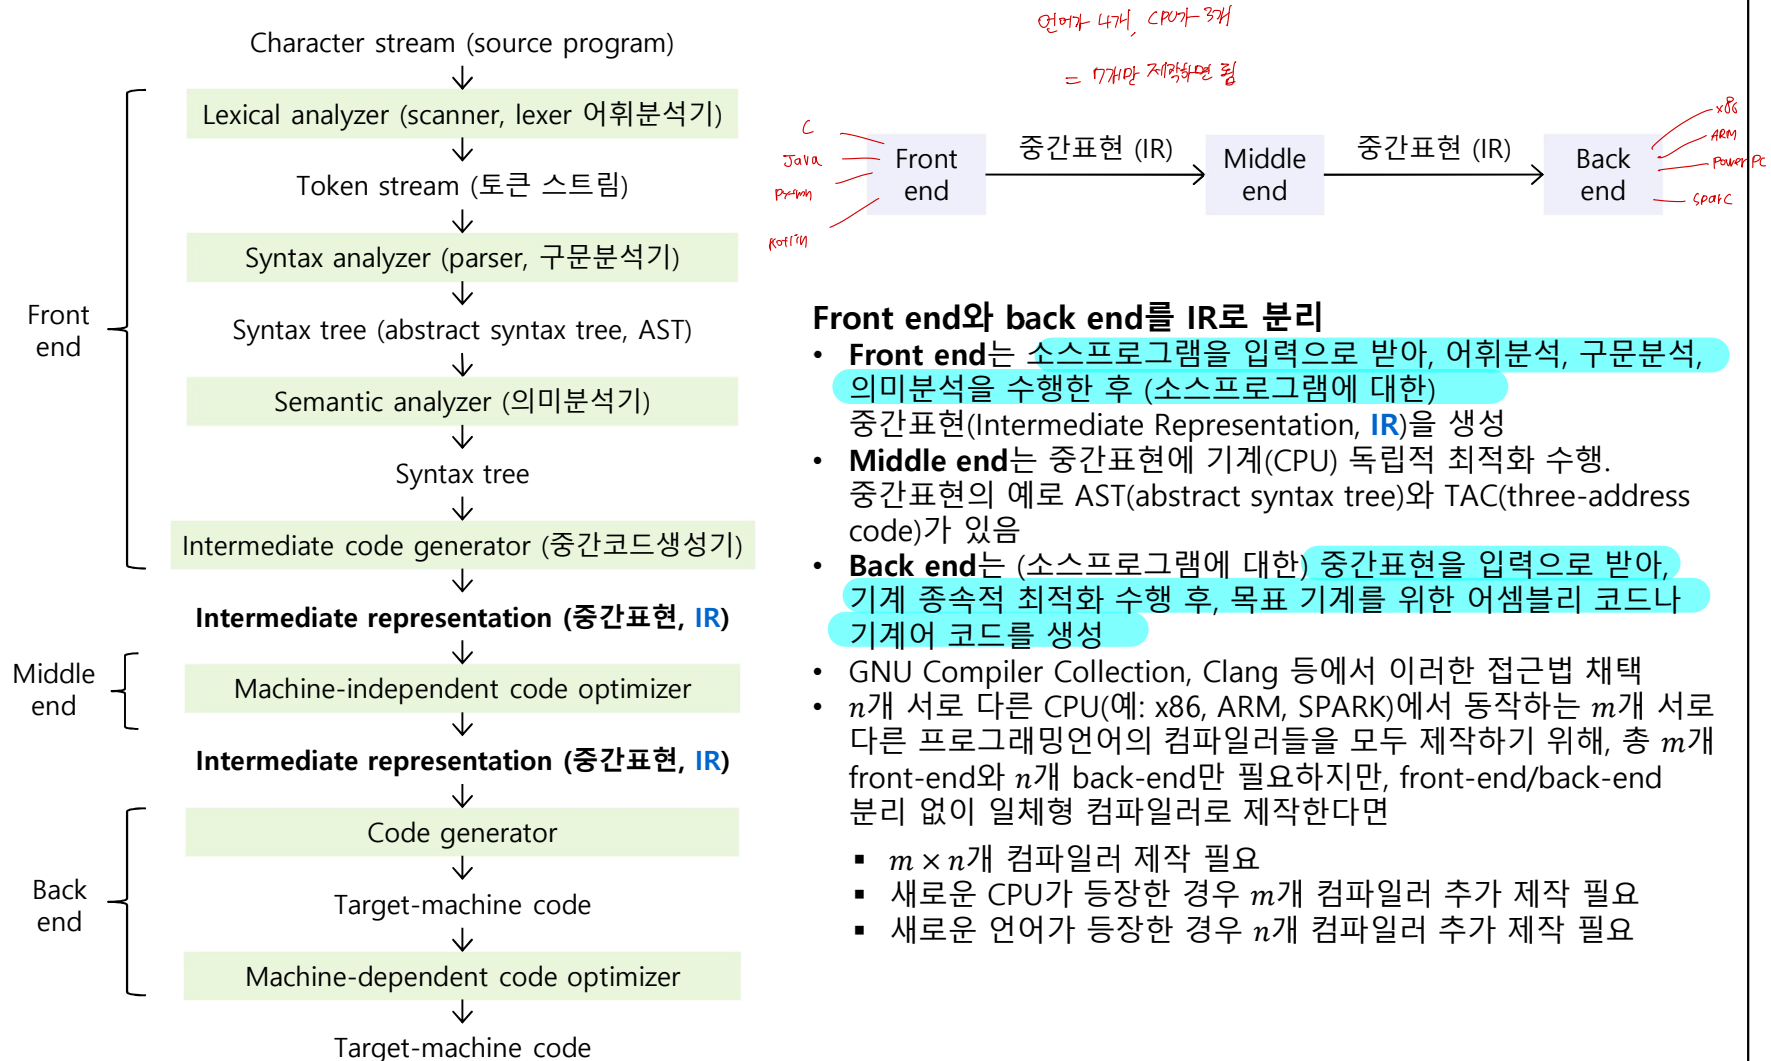 Character stream (source program)
Lexical analyzer (scanner, lexer 어휘분석기)
Token stream (토큰 스트림)
Syntax analyzer (parser, 구문분석기)
Syntax tree (abstract syntax tree, AST)
Semantic analyzer (의미분석기)
Syntax tree
Intermediate code generator (중간코드생성기)
Front
end
Intermediate representation (중간표현, IR)
Machine-independent code optimizer
Middle
end
Intermediate representation (중간표현, IR)
Code generator
Target-machine code
Machine-dependent code optimizer
Back
end
Target-machine code
언어가 4개, CPU가 3개
= 7개만 제작하면 됨
C
Java
Kotlin
Front
end
중간표현 (IR)
Middle
end
중간표현 (IR)
Back
end
x86
ARM
Power PC
SparC
Front end와 back end를 IR로 분리
• Front end는 소스프로그램을 입력으로 받아, 어휘분석, 구문분석,
의미분석을 수행한 후 (소스프로그램에 대한)
중간표현(Intermediate Representation, IR)을 생성
• Middle end는 중간표현에 기계(CPU) 독립적 최적화 수행.
중간표현의 예로 AST(abstract syntax tree)와 TAC(three-address
code)가 있음
• Back end는 (소스프로그램에 대한) 중간표현을 입력으로 받아,
기계 종속적 최적화 수행 후, 목표 기계를 위한 어셈블리 코드나
기계어 코드를 생성
• GNU Compiler Collection, Clang 등에서 이러한 접근법 채택
• n개 서로 다른 CPU(예: x86, ARM, SPARK)에서 동작하는 m개 서로
다른 프로그래밍언어의 컴파일러들을 모두 제작하기 위해, 총 m개
front-end와 n개 back-end만 필요하지만, front-end/back-end
분리 없이 일체형 컴파일러로 제작한다면
▪ m × n개 컴파일러 제작 필요
▪ 새로운 CPU가 등장한 경우 m개 컴파일러 추가 제작 필요
▪ 새로운 언어가 등장한 경우 n개 컴파일러 추가 제작 필요